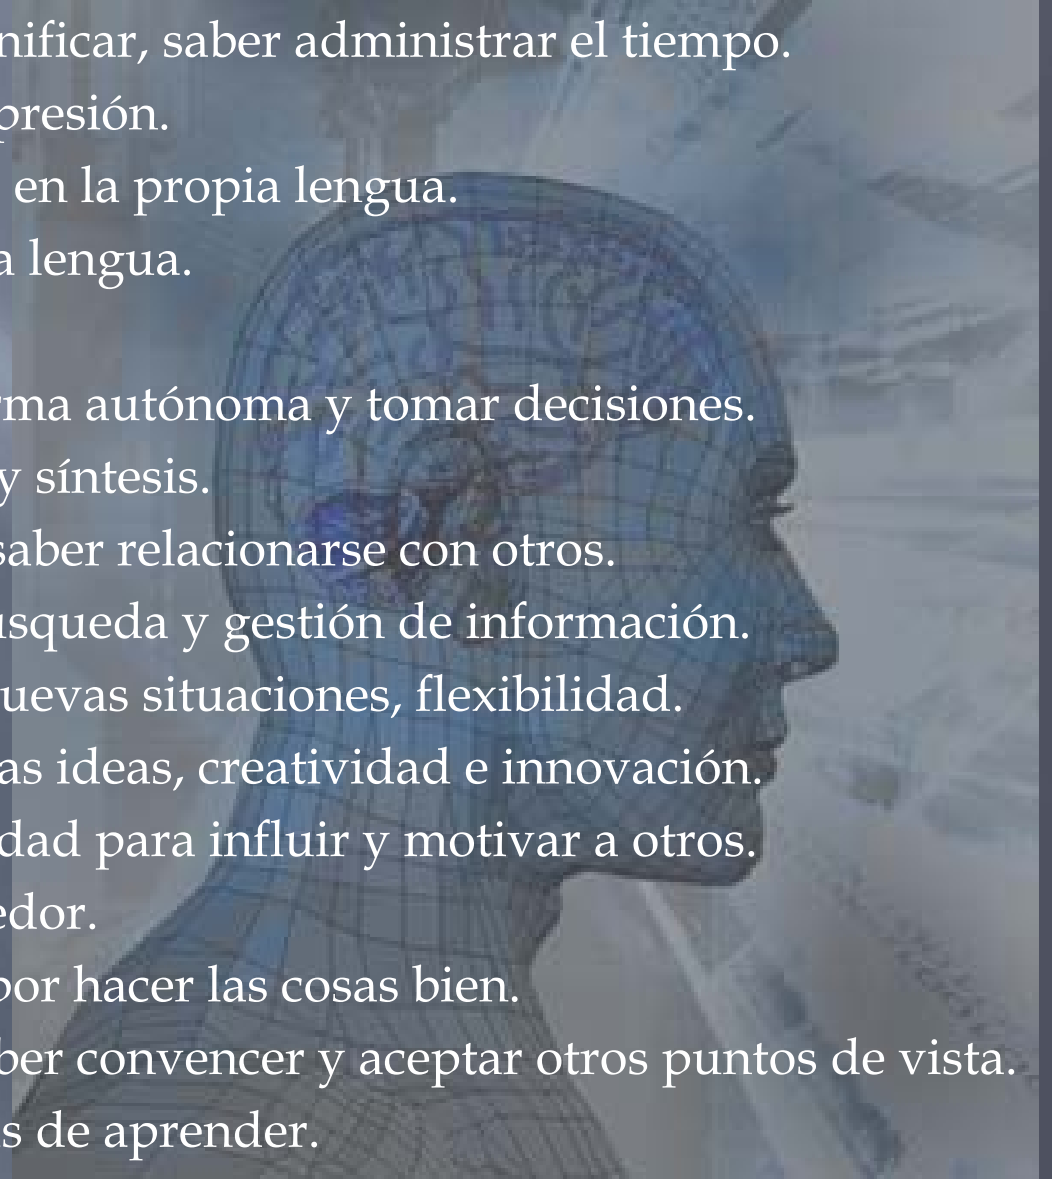 nificar, saber administrar el tiempo.
presión.
en la propia lengua.
a lengua.
rma autónoma y tomar decisiones.
y síntesis.
saber relacionarse con otros.
úsqueda y gestión de información.
uevas situaciones, flexibilidad.
as ideas, creatividad e innovación.
dad para influir y motivar a otros.
edor.
por hacer las cosas bien.
ber convencer y aceptar otros puntos de vista.
s de aprender.